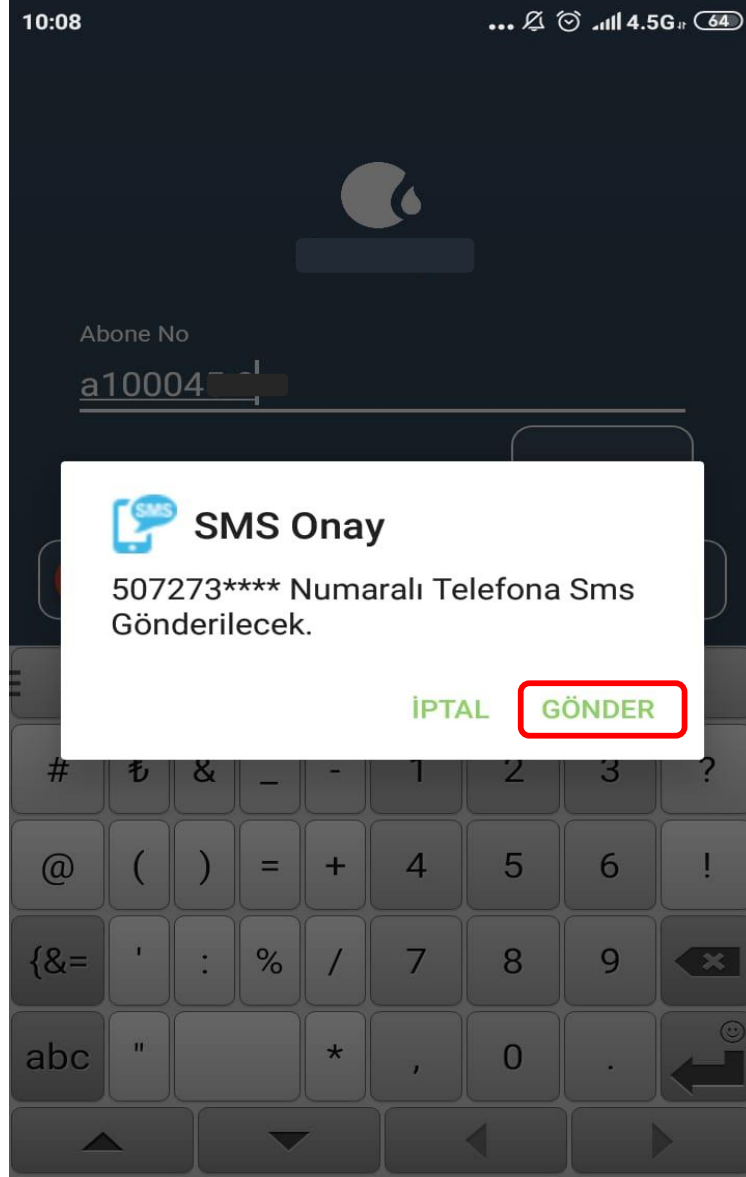 10:08
... 4.5G 64
Abone No
a100045
SMS
SMS Onay
507273**** Numaralı Telefona Sms
Gönderilecek.
İPTAL GÖNDER
# ₺ & _ - 1 2 3 ?
@ ( ) = + 4 5 6 !
{&= ' : % / 7 8 9
abc " * , 0 .